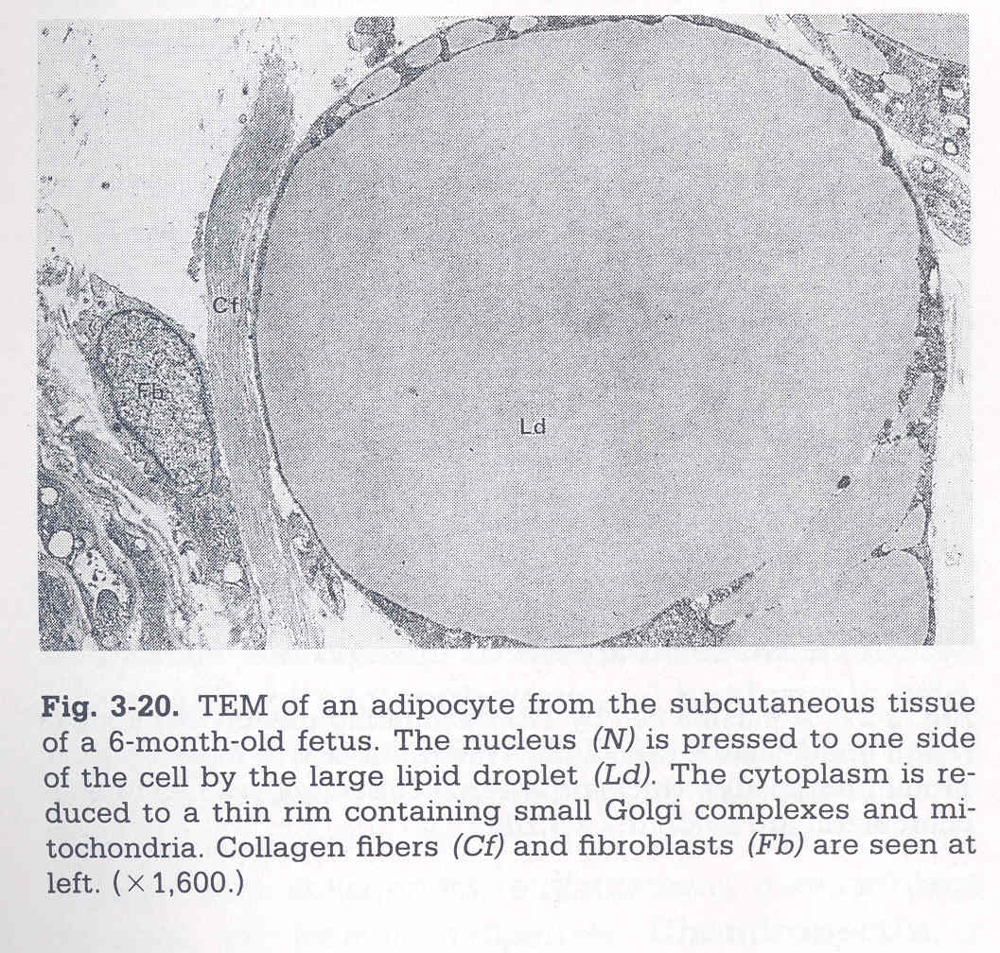 Cf
Fb
Ld
Fig. 3-20. TEM of an adipocyte from the subcutaneous tissue
of a 6-month-old fetus. The nucleus (N) is pressed to one side
of the cell by the large lipid droplet (Ld). The cytoplasm is re-
duced to a thin rim containing small Golgi complexes and mi-
tochondria. Collagen fibers (Cf) and fibroblasts (Fb) are seen at
left. (×1,600.)